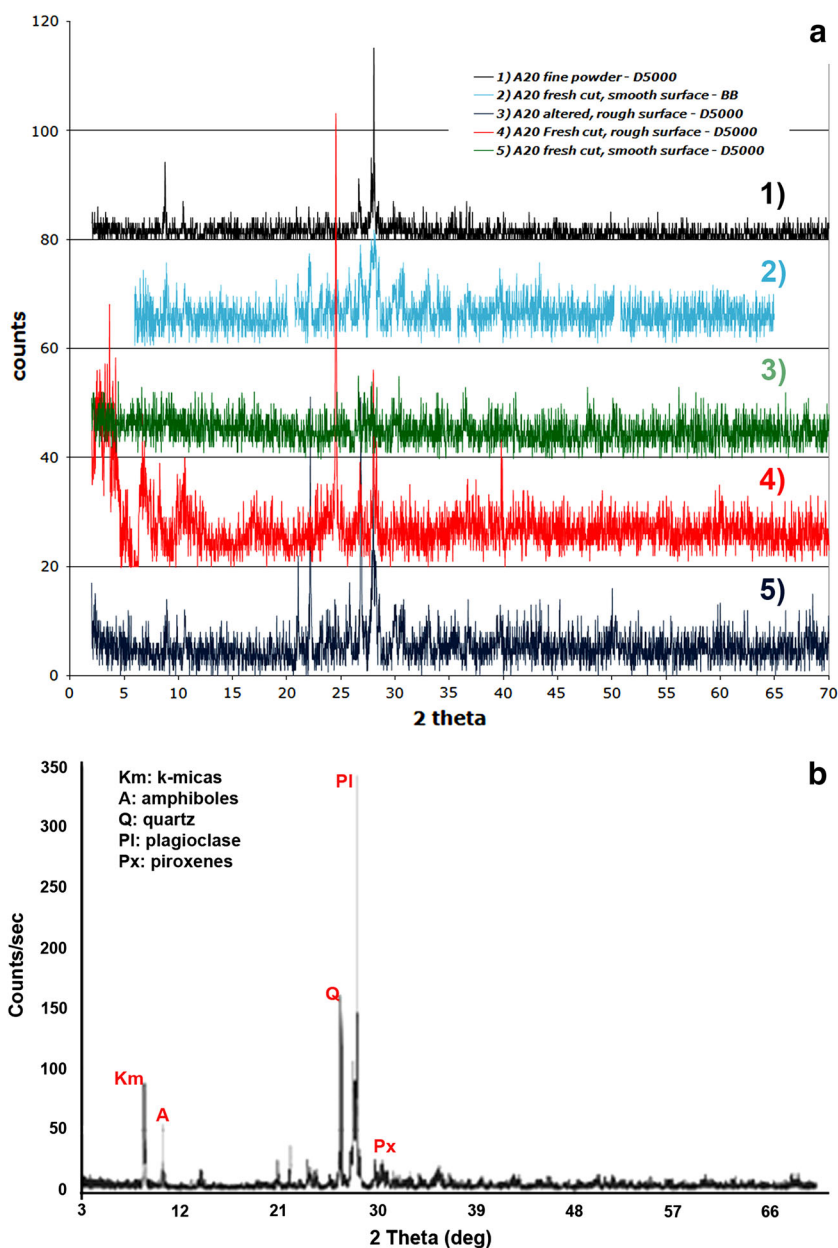 a
120
100
80
60
40
20
0
counts
1) A20 fine powder - D5000
2) A20 fresh cut, smooth surface - BB
3) A20 altered, rough surface - D5000
4) A20 Fresh cut, rough surface - D5000
5) A20 fresh cut, smooth surface - D5000
1)
2)
3)
4)
5)
0 5 10 15 20 25 30 35 40 45 50 55 60 65 70
2 theta
b
350
300
250
200
150
100
50
0
Counts/sec
Km: k-micas
A: amphiboles
Q: quartz
Pl: plagioclase
Px: piroxenes
Pl
Q
Km
A
Px
3 12 21 30 39 48 57 66
2 Theta (deg)